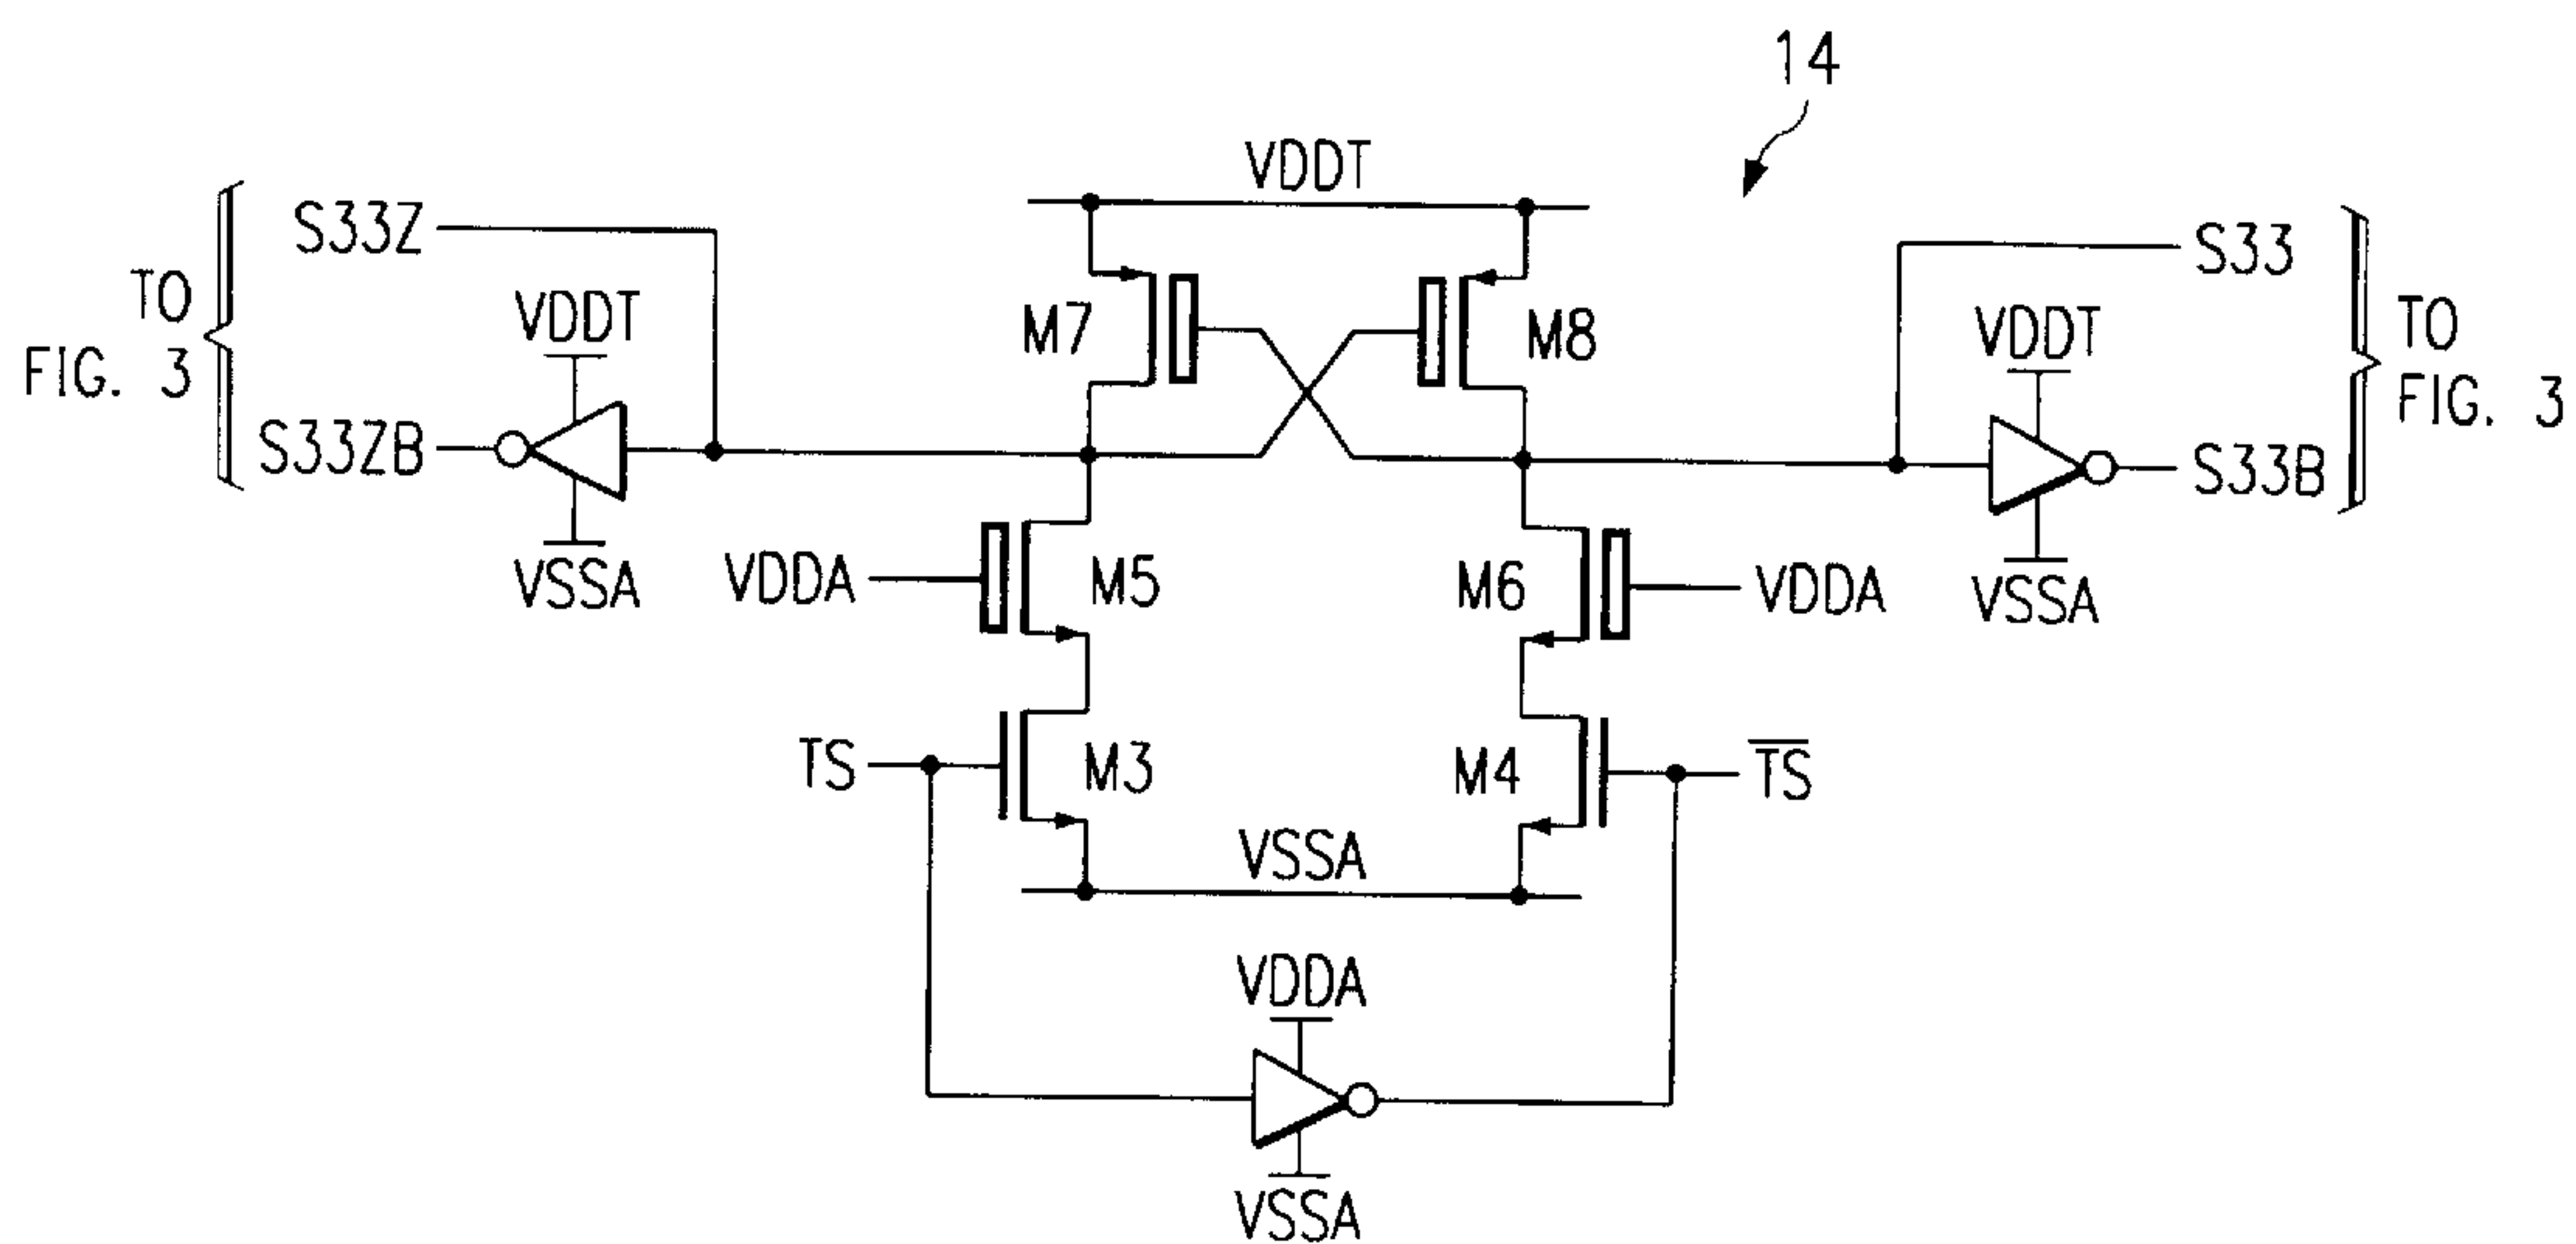 14
VDDT
S33Z
S33
TO
FIG. 3
VDDT
M7
M8
VDDT
TO
FIG. 3
S33ZB
S33B
VSSA
VDDA
M5
M6
VDDA
VSSA
TS
M3
M4
T̅S̅
VSSA
VDDA
VSSA